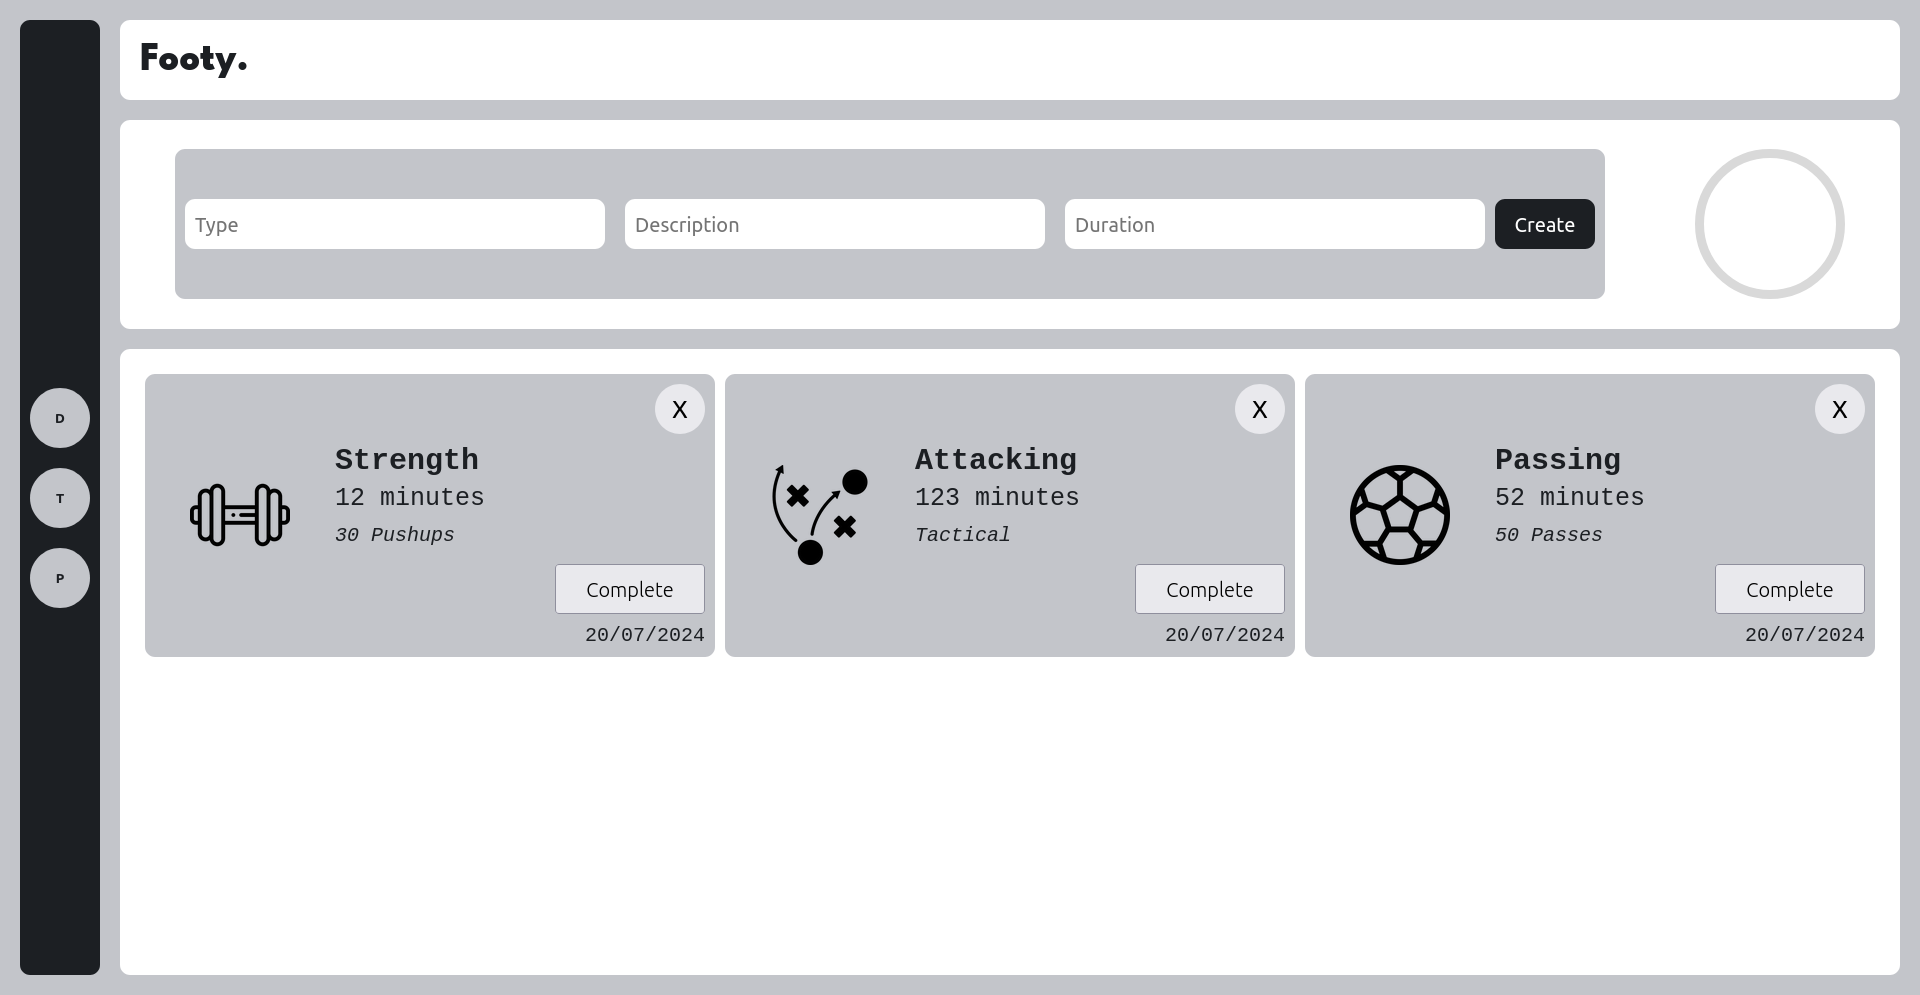 Footy.
Type
Description
Duration
Create
D
T
P
X
Strength
12 minutes
30 Pushups
Complete
20/07/2024
X
Attacking
123 minutes
Tactical
Complete
20/07/2024
X
Passing
52 minutes
50 Passes
Complete
20/07/2024